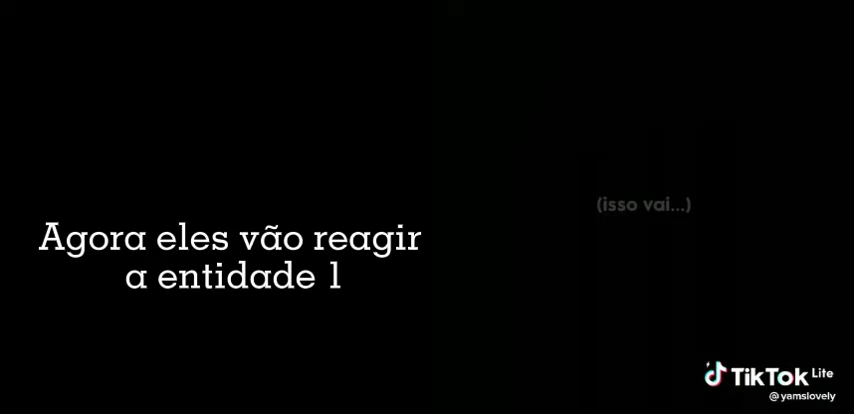 Agora eles vão reagir
a entidade 1
(isso vai...)
TikTok Lite
@yamslovely